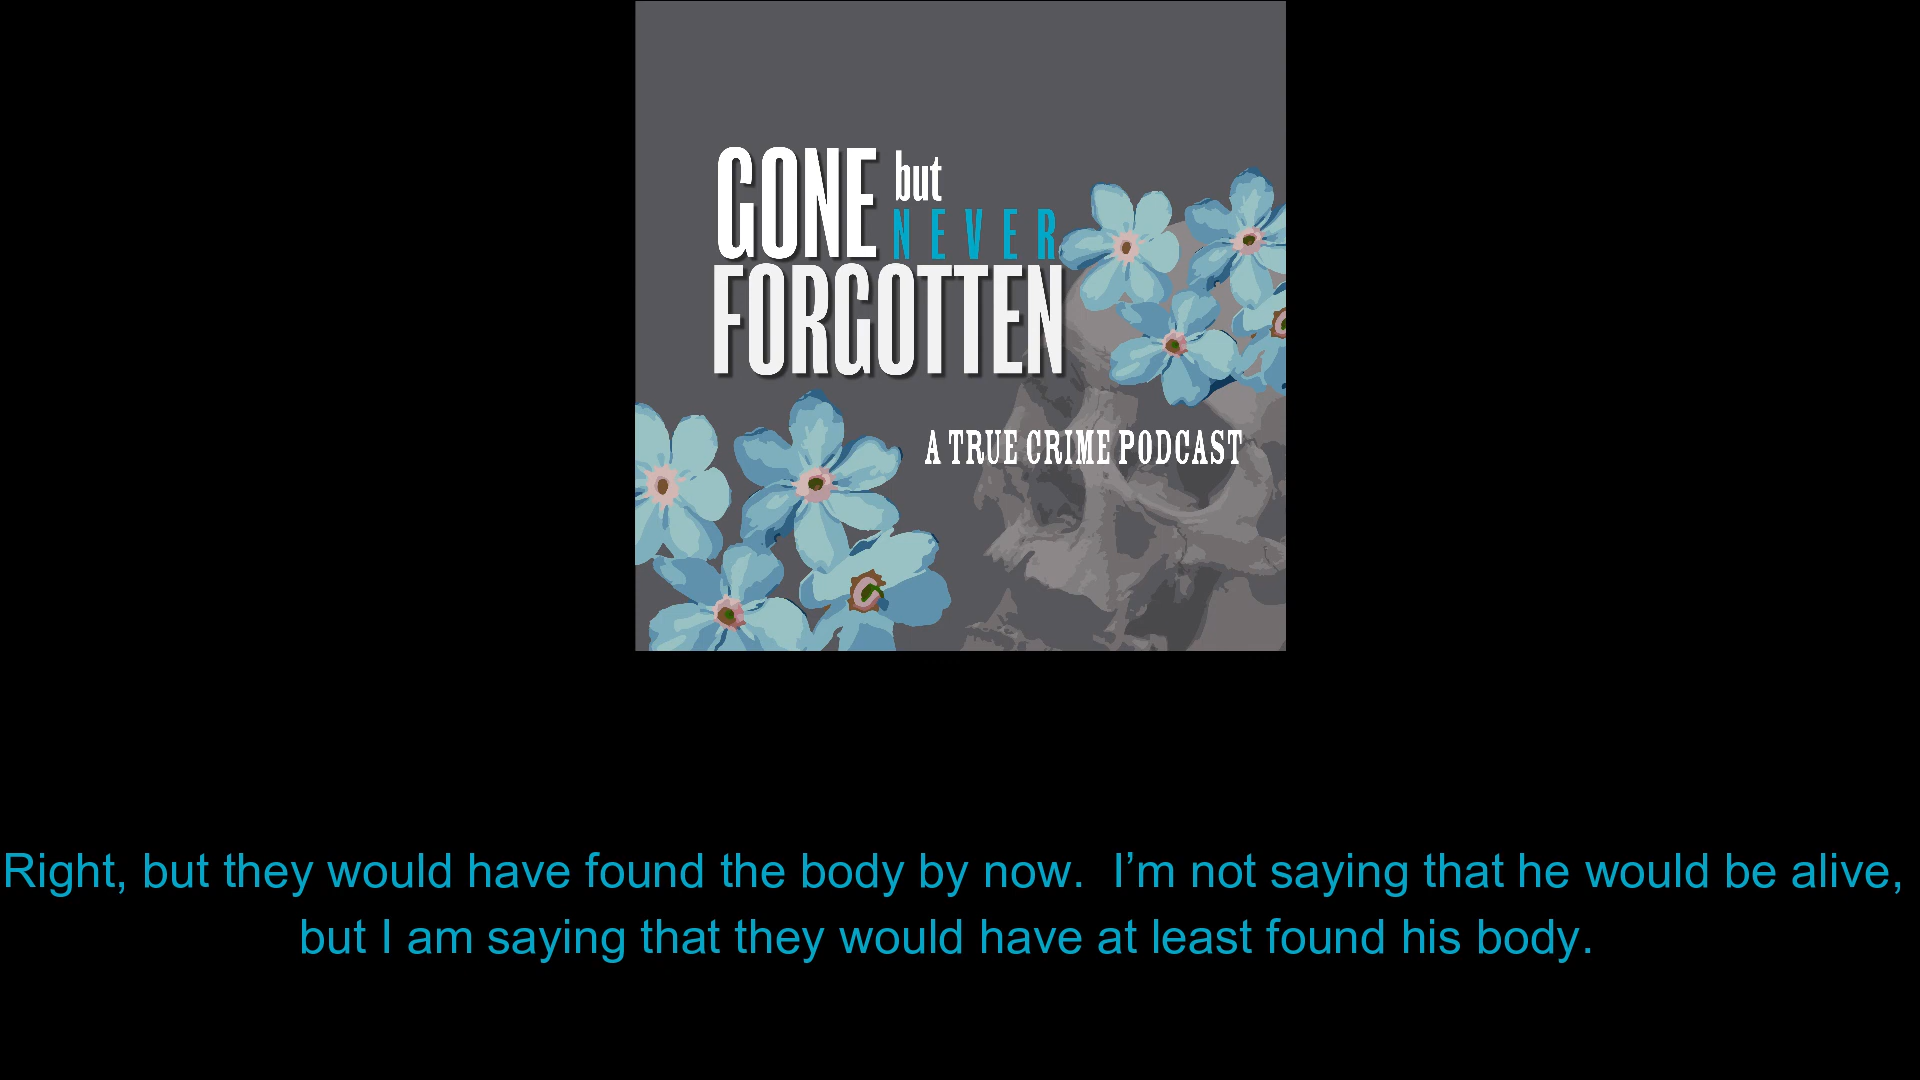 GONE but
NEVER
FORGOTTEN
A TRUE CRIME PODCAST
Right, but they would have found the body by now.  I’m not saying that he would be alive,
but I am saying that they would have at least found his body.